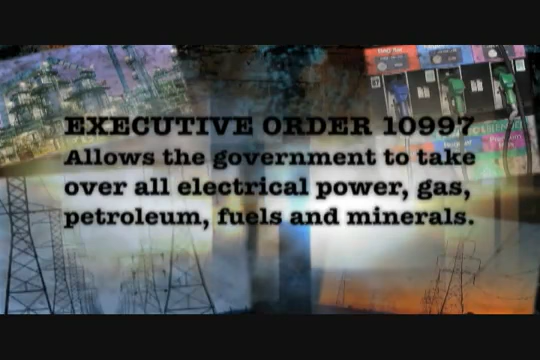 EXECUTIVE ORDER 10997
Allows the government to take
over all electrical power, gas,
petroleum, fuels and minerals.